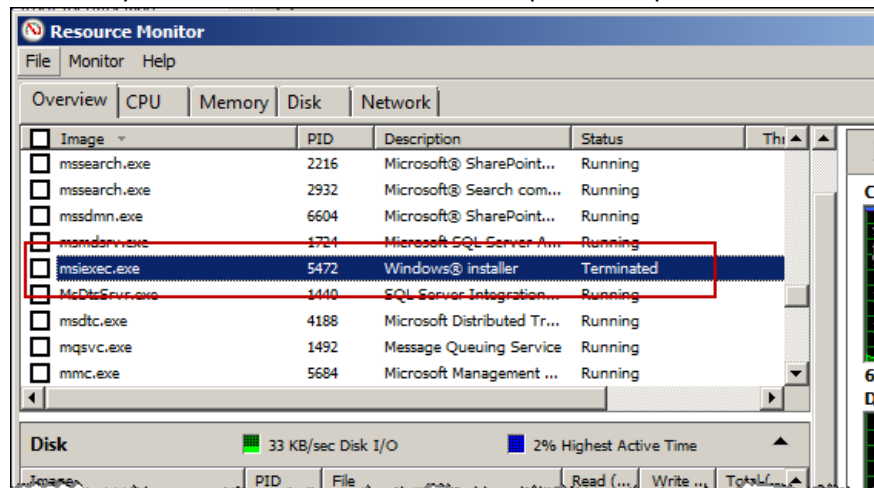 Resource Monitor
File Monitor Help
Overview CPU Memory Disk Network
Image PID Description Status
mssearch.exe 2216 Microsoft® SharePoint... Running
mssearch.exe 2932 Microsoft® Search com... Running
mssdmn.exe 6604 Microsoft® SharePoint... Running
msmdsrv.exe 1724 Microsoft SQL Server A... Running
msiexec.exe 5472 Windows® installer Terminated
MsDtsSrvr.exe 1440 SQL Server Integration... Running
msdtc.exe 4188 Microsoft Distributed Tr... Running
mqsvc.exe 1492 Message Queuing Service Running
mmc.exe 5684 Microsoft Management ... Running
Disk 33 KB/sec Disk I/O 2% Highest Active Time
Image PID File Read (... Write ...